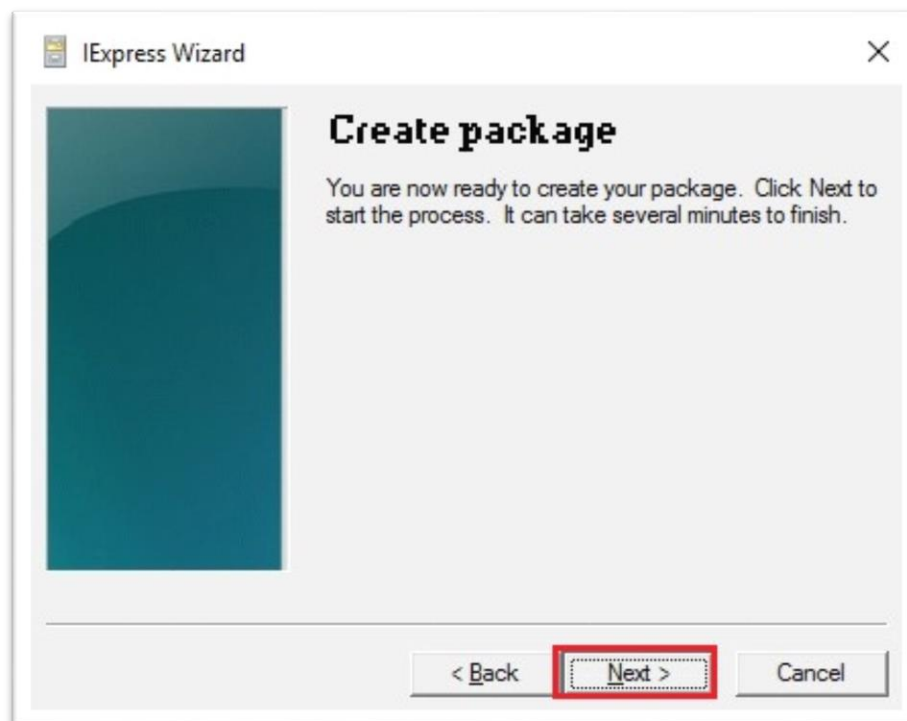 IExpress Wizard
Create package
You are now ready to create your package. Click Next to
start the process. It can take several minutes to finish.
< Back
Next >
Cancel